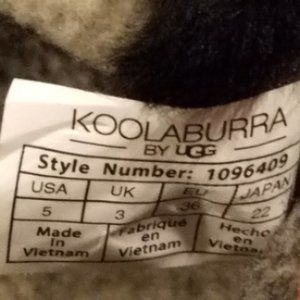 KOOLABURRA
BY UGG
Style Number: 1096409
USA UK EU JAPAN
5 3 36 22
Made Fabriqué Hecho
in en en
Vietnam Vietnam Vietnam